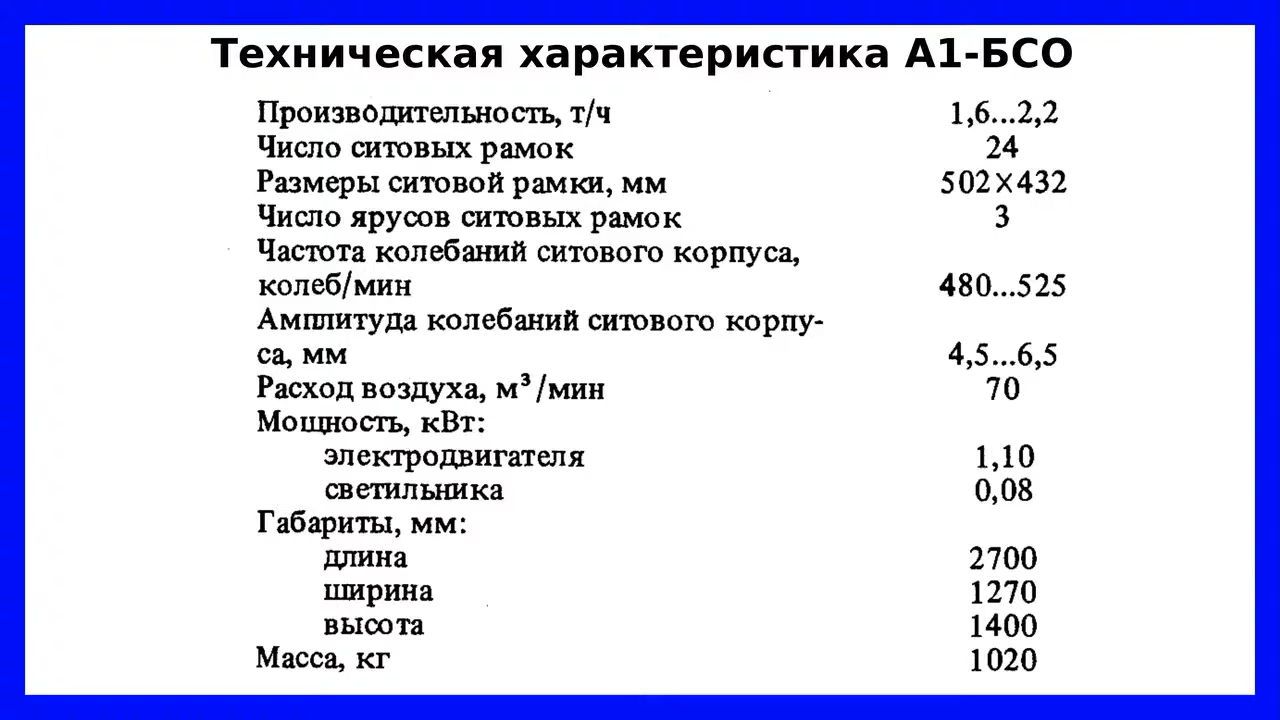 Техническая характеристика А1-БСО
Производительность, т/ч 1,6...2,2
Число ситовых рамок 24
Размеры ситовой рамки, мм 502×432
Число ярусов ситовых рамок 3
Частота колебаний ситового корпуса,
колеб/мин 480...525
Амплитуда колебаний ситового корпу-
са, мм 4,5...6,5
Расход воздуха, м³/мин 70
Мощность, кВт:
электродвигателя 1,10
светильника 0,08
Габариты, мм:
длина 2700
ширина 1270
высота 1400
Масса, кг 1020